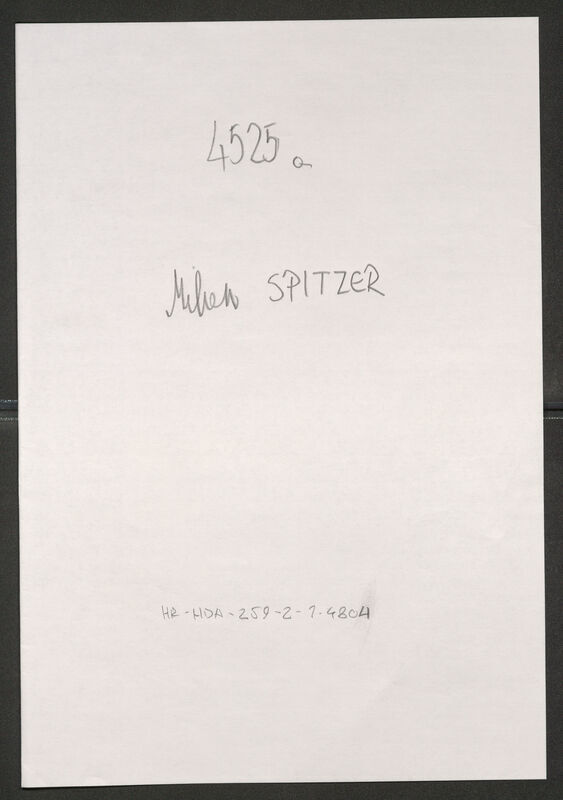 4525 a
Milan SPITZER
HR-HDA-259-2-1-4804